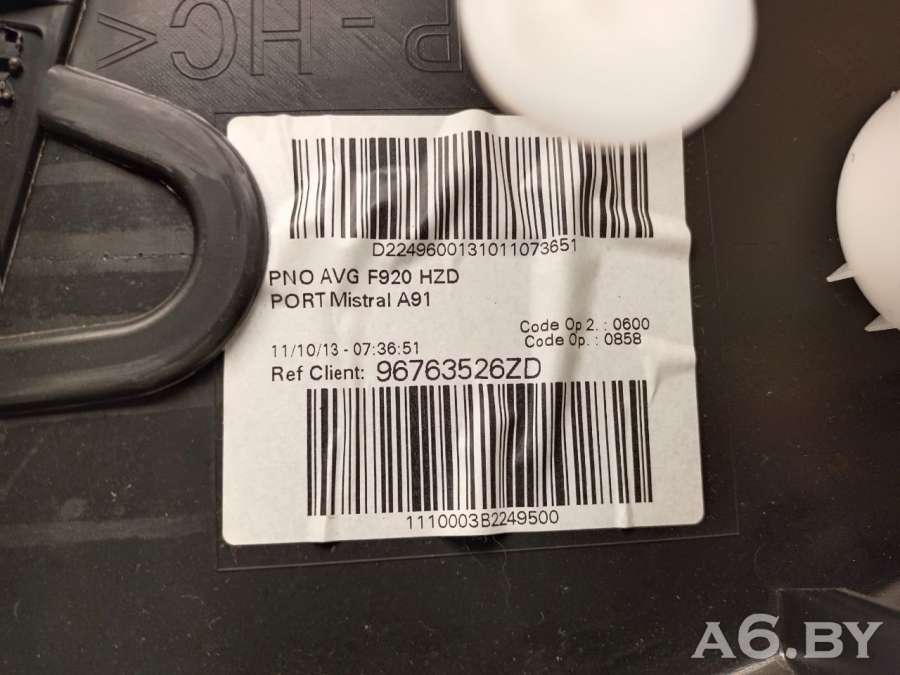 P-HC<
D2249600131011073651
PNO AVG F920 HZD
PORT Mistral A91
Code Op 2. : 0600
Code Op. : 0858
11/10/13 - 07:36:51
Ref Client: 96763526ZD
1110003B2249500
A6.BY